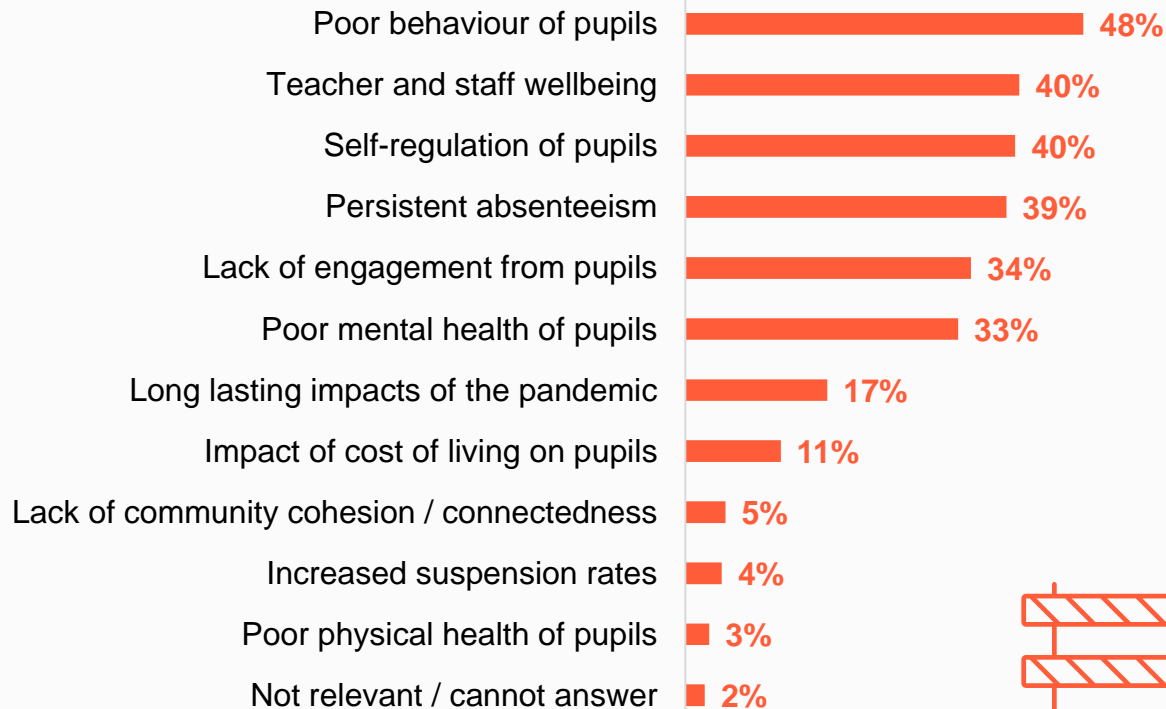 Poor behaviour of pupils 48%
Teacher and staff wellbeing 40%
Self-regulation of pupils 40%
Persistent absenteeism 39%
Lack of engagement from pupils 34%
Poor mental health of pupils 33%
Long lasting impacts of the pandemic 17%
Impact of cost of living on pupils 11%
Lack of community cohesion / connectedness 5%
Increased suspension rates 4%
Poor physical health of pupils 3%
Not relevant / cannot answer 2%